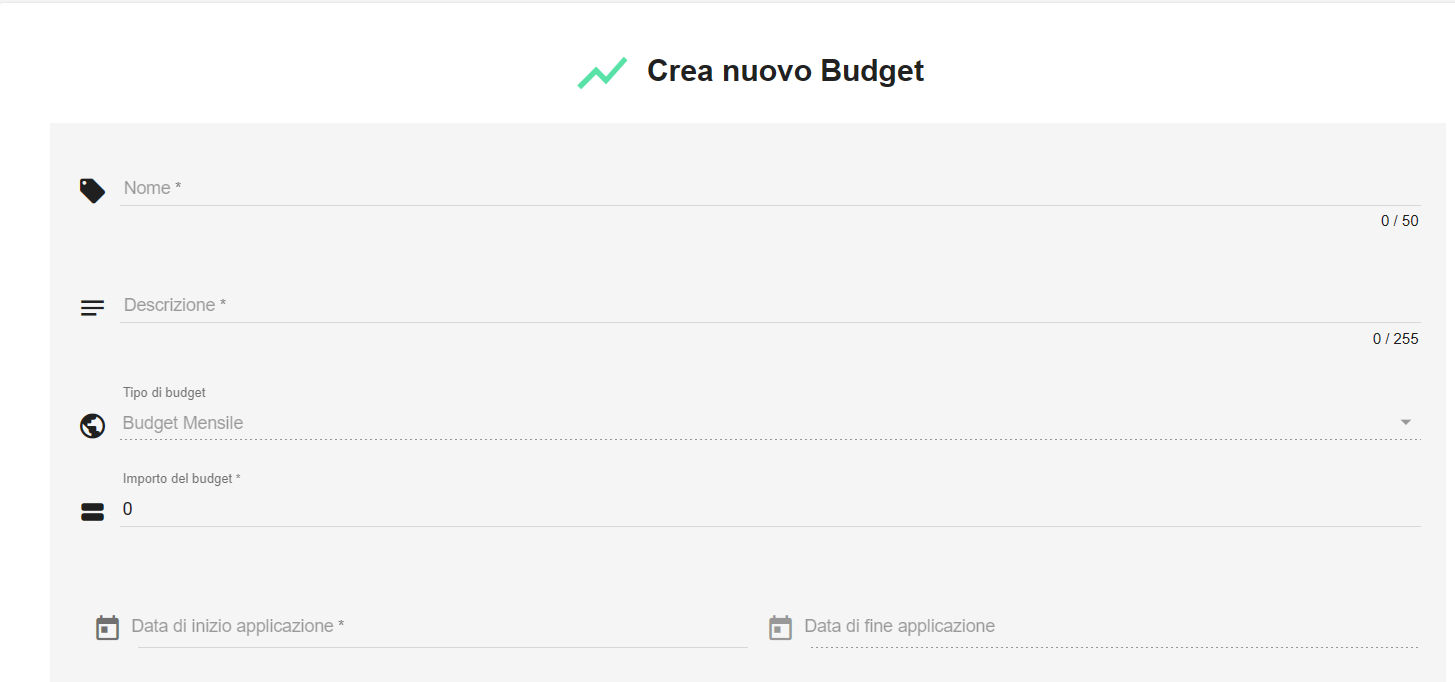 Crea nuovo Budget
Nome *
0 / 50
Descrizione *
0 / 255
Tipo di budget
Budget Mensile
Importo del budget *
0
Data di inizio applicazione *
Data di fine applicazione